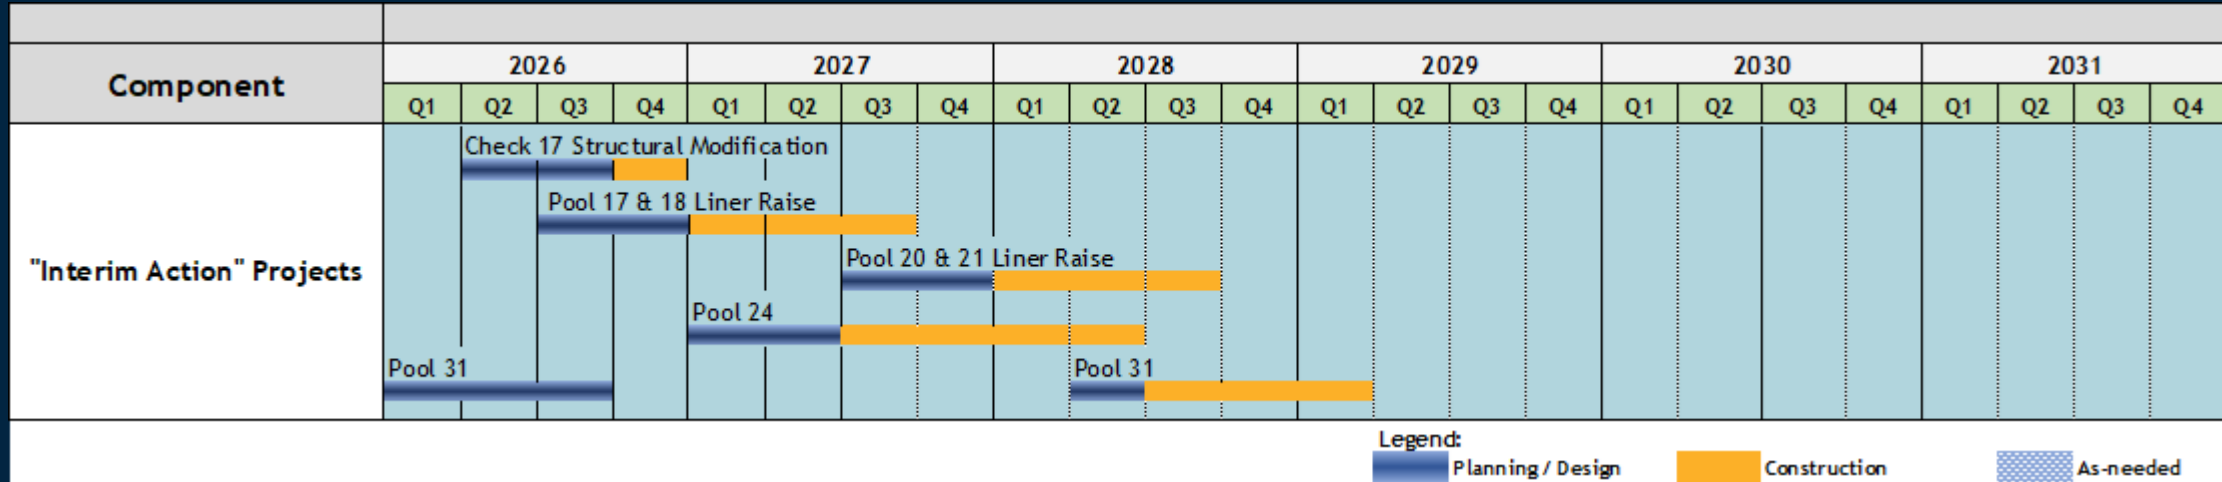 2026 2027 2028 2029 2030 2031
Component
Q1 Q2 Q3 Q4 Q1 Q2 Q3 Q4 Q1 Q2 Q3 Q4 Q1 Q2 Q3 Q4 Q1 Q2 Q3 Q4 Q1 Q2 Q3 Q4
Check 17 Structural Modification
Pool 17 & 18 Liner Raise
Pool 20 & 21 Liner Raise
"Interim Action" Projects
Pool 24
Pool 31 Pool 31
Legend:
Planning / Design Construction As-needed